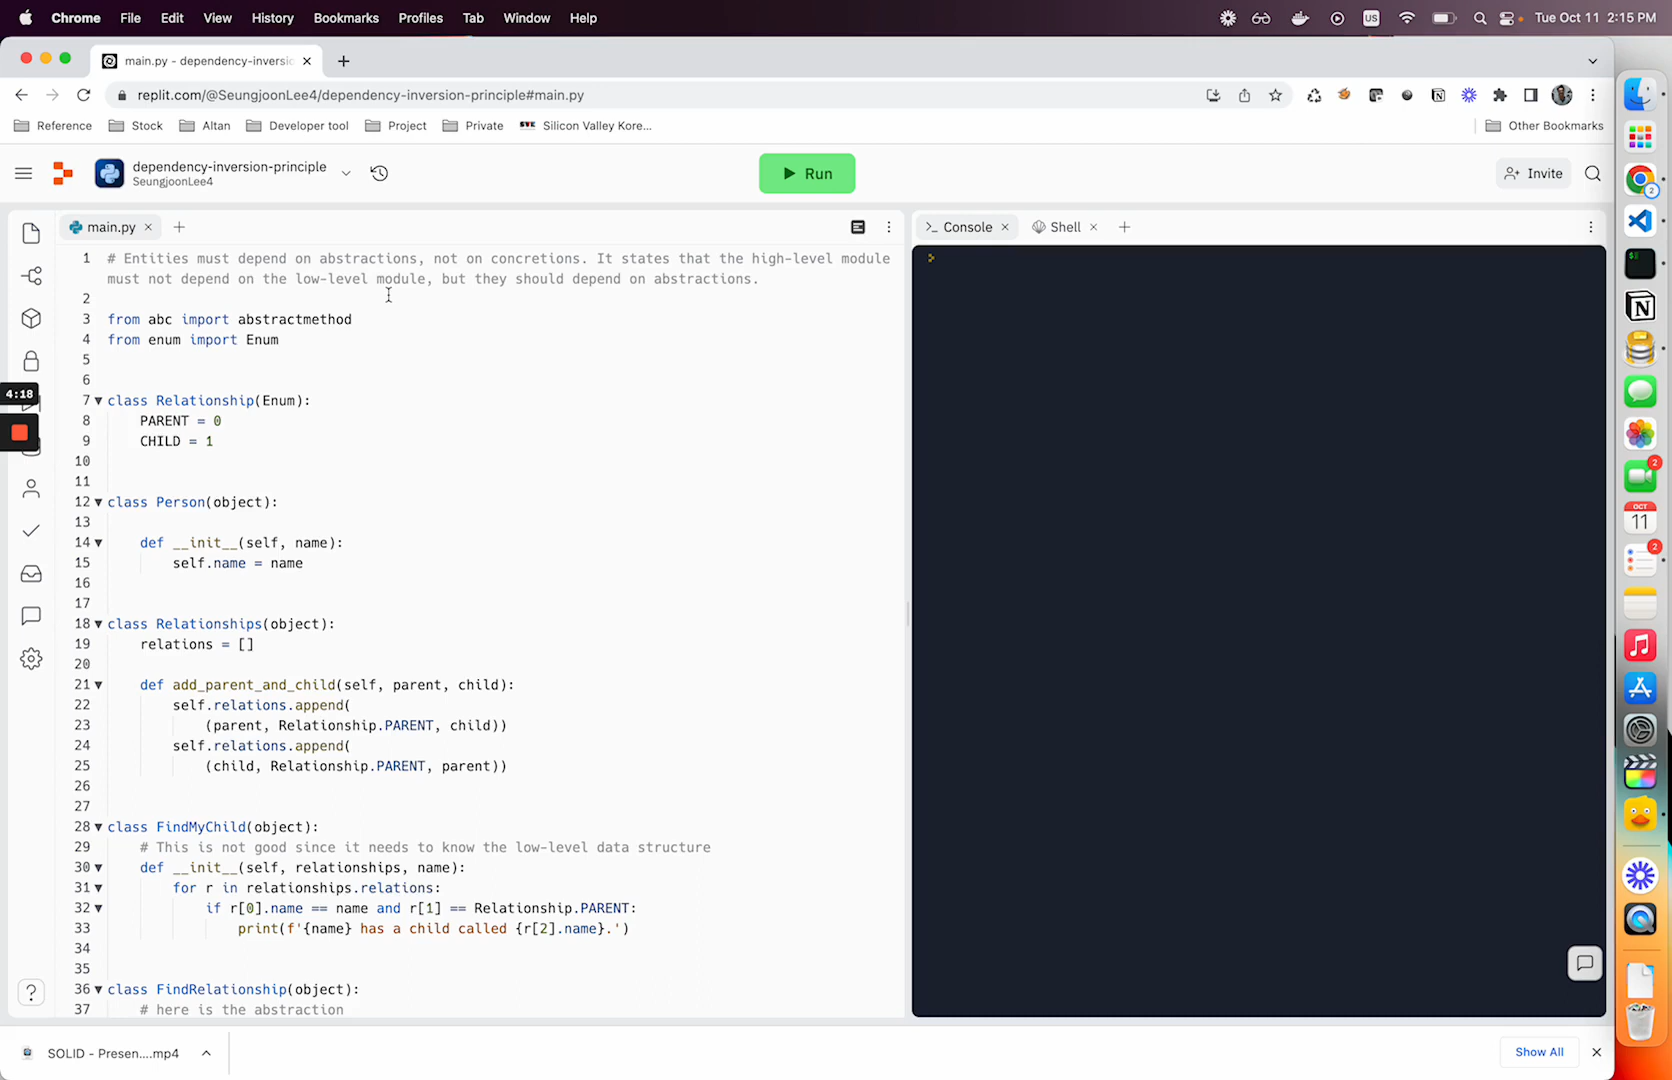 Chrome File Edit View History Bookmarks Profiles Tab Window Help US Tue Oct 11 2:15 PM
main.py - dependency-inversio
replit.com/@SeungjoonLee4/dependency-inversion-principle#main.py
Reference Stock Altan Developer tool Project Private Silicon Valley Kore... Other Bookmarks
dependency-inversion-principle
SeungjoonLee4
Run
Invite
main.py
>_ Console Shell
1 # Entities must depend on abstractions, not on concretions. It states that the high-level module
must not depend on the low-level module, but they should depend on abstractions.
2
3 from abc import abstractmethod
4 from enum import Enum
5
6
7 class Relationship(Enum):
8 PARENT = 0
9 CHILD = 1
10
11
12 class Person(object):
13
14 def __init__(self, name):
15 self.name = name
16
17
18 class Relationships(object):
19 relations = []
20
21 def add_parent_and_child(self, parent, child):
22 self.relations.append(
23 (parent, Relationship.PARENT, child))
24 self.relations.append(
25 (child, Relationship.PARENT, parent))
26
27
28 class FindMyChild(object):
29 # This is not good since it needs to know the low-level data structure
30 def __init__(self, relationships, name):
31 for r in relationships.relations:
32 if r[0].name == name and r[1] == Relationship.PARENT:
33 print(f'{name} has a child called {r[2].name}.')
34
35
36 class FindRelationship(object):
37 # here is the abstraction
4:18
?
>
2
2
OCT
11
2
SOLID - Presen....mp4
Show All